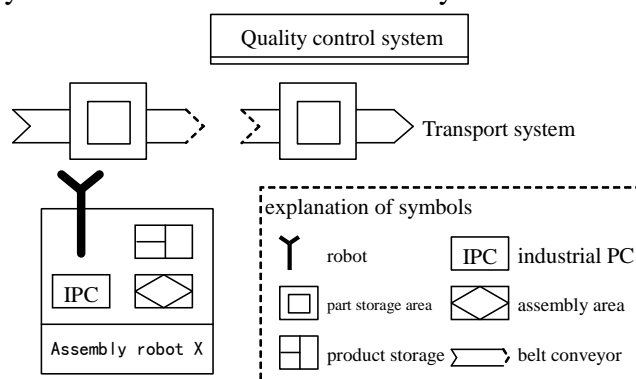 Quality control system
Transport system
IPC
Assembly robot X
explanation of symbols
robot
IPC
industrial PC
part storage area
assembly area
product storage
belt conveyor